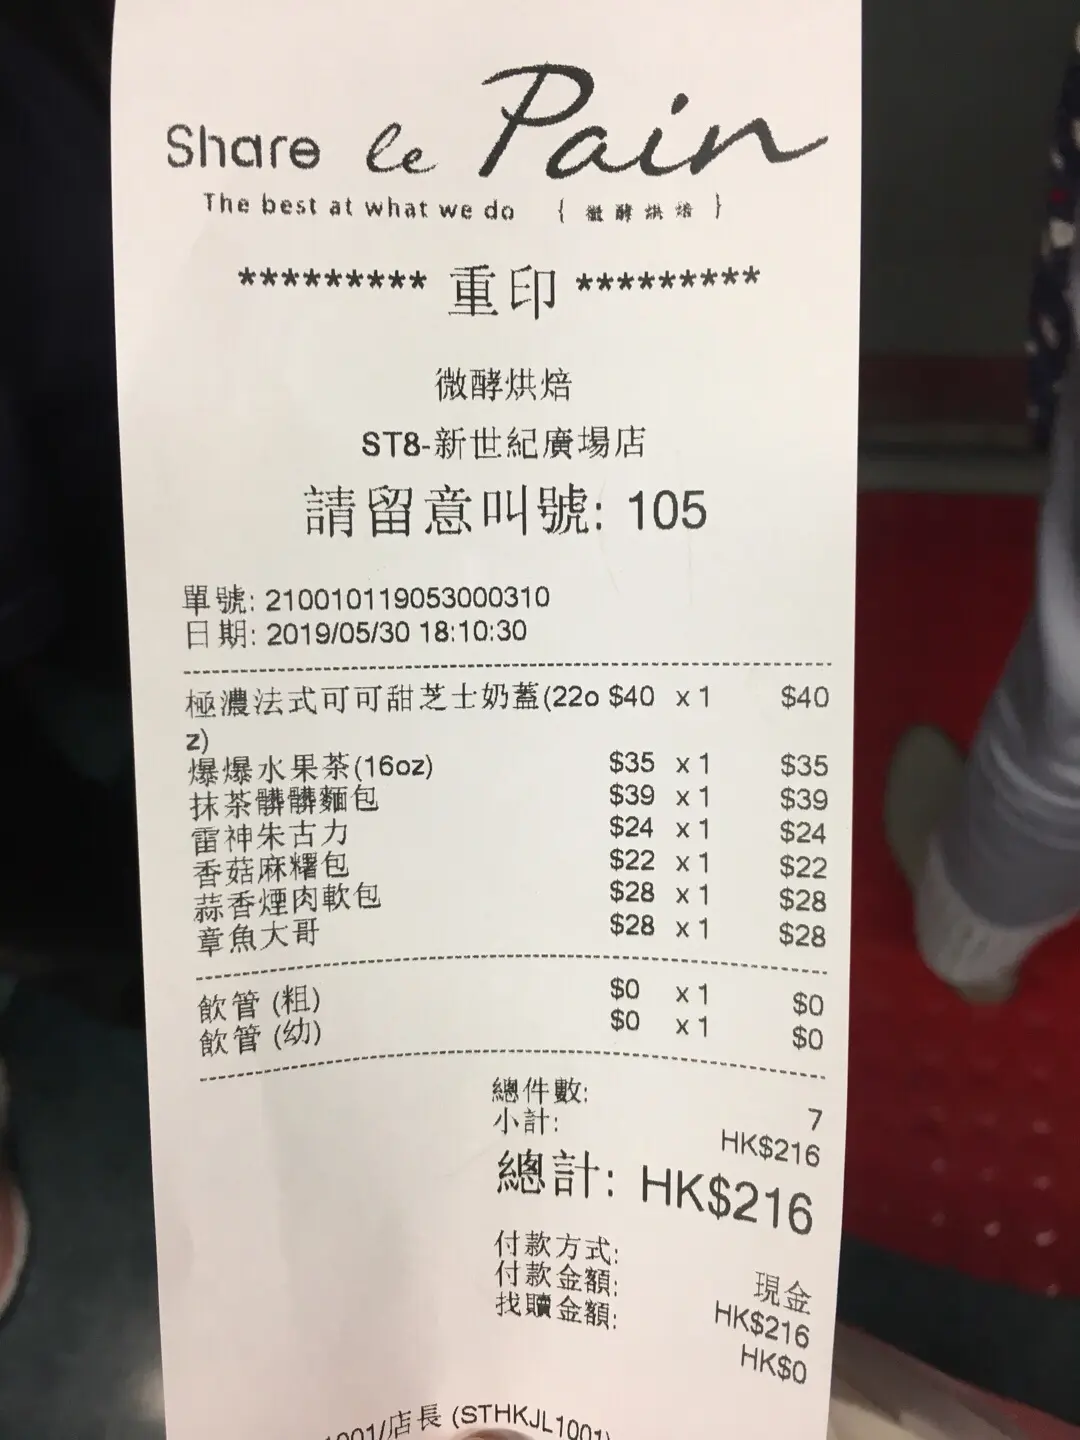 Share le Pain
The best at what we do { 微酵烘焙 }
********* 重印 *********
微酵烘焙
ST8-新世紀廣場店
請留意叫號: 105
單號: 210010119053000310
日期: 2019/05/30 18:10:30
極濃法式可可甜芝士奶蓋(22o $40 x 1 $40
z)
爆爆水果茶(16oz) $35 x 1 $35
抹茶髒髒麵包 $39 x 1 $39
雷神朱古力 $24 x 1 $24
香菇麻糬包 $22 x 1 $22
蒜香煙肉軟包 $28 x 1 $28
章魚大哥 $28 x 1 $28
飲管 (粗) $0 x 1 $0
飲管 (幼) $0 x 1 $0
總件數: 7
小計: HK$216
總計: HK$216
付款方式: 現金
付款金額: HK$216
找贖金額: HK$0
1001/店長 (STHKJL1001)